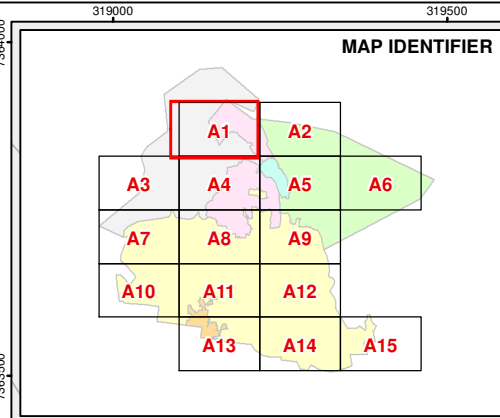 319000 319500
MAP IDENTIFIER
A1 A2
A3 A4 A5 A6
A7 A8 A9
A10 A11 A12
A13 A14 A15